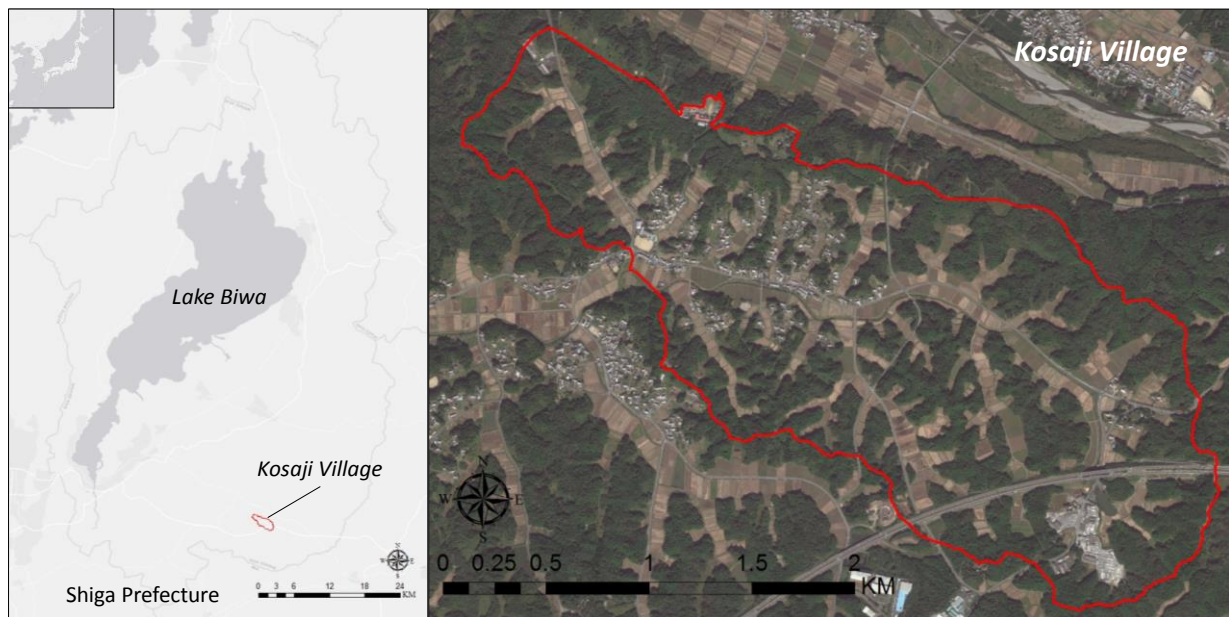 Lake Biwa
Kosaji Village
Shiga Prefecture
N
W E
S
0 3 6 12 18 24
KM
Kosaji Village
N
W E
S
0 0.25 0.5 1 1.5 2
KM